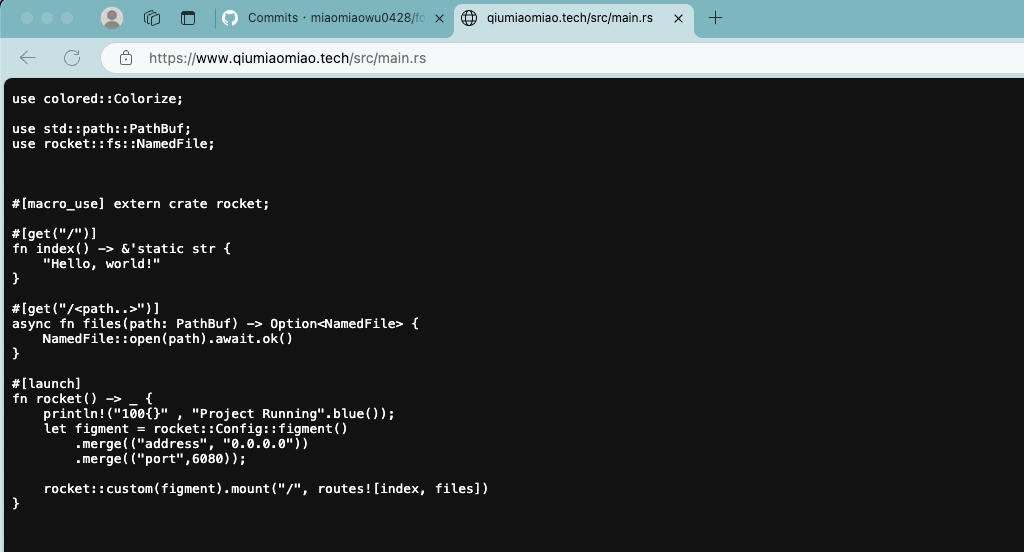 Commits · miaomiaowu0428/fo
qiumiaomiao.tech/src/main.rs
https://www.qiumiaomiao.tech/src/main.rs
use colored::Colorize;
use std::path::PathBuf;
use rocket::fs::NamedFile;
#[macro_use] extern crate rocket;
#[get("/")]
fn index() -> &'static str {
    "Hello, world!"
}
#[get("/<path..>")]
async fn files(path: PathBuf) -> Option<NamedFile> {
    NamedFile::open(path).await.ok()
}
#[launch]
fn rocket() -> _ {
    println!("100{}" , "Project Running".blue());
    let figment = rocket::Config::figment()
        .merge(("address", "0.0.0.0"))
        .merge(("port",6080));
    rocket::custom(figment).mount("/", routes![index, files])
}